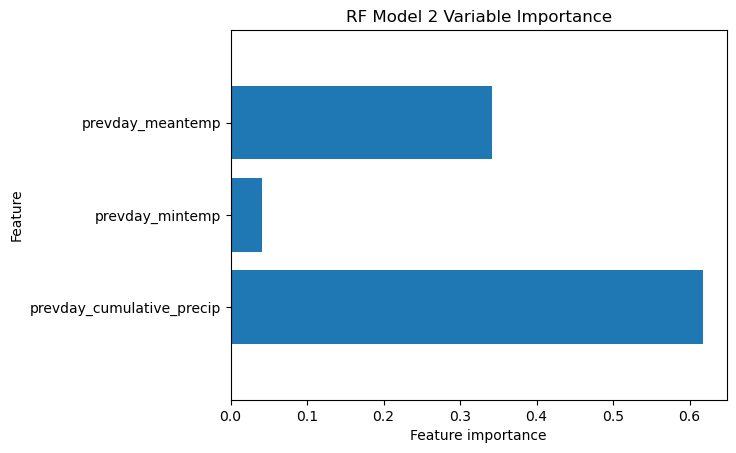 RF Model 2 Variable Importance
Feature
prevday_meantemp
prevday_mintemp
prevday_cumulative_precip
0.0 0.1 0.2 0.3 0.4 0.5 0.6
Feature importance